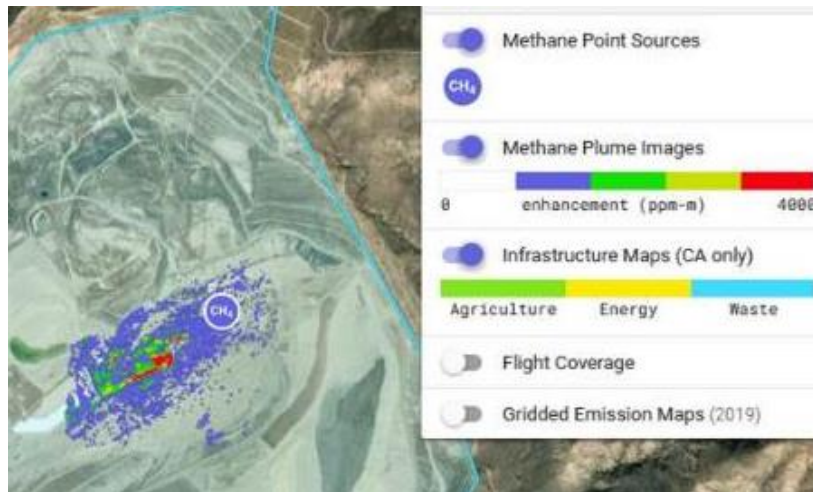 Methane Point Sources
CH₄
Methane Plume Images
0 enhancement (ppm-m) 4000
Infrastructure Maps (CA only)
Agriculture Energy Waste
CH₄
Flight Coverage
Gridded Emission Maps (2019)